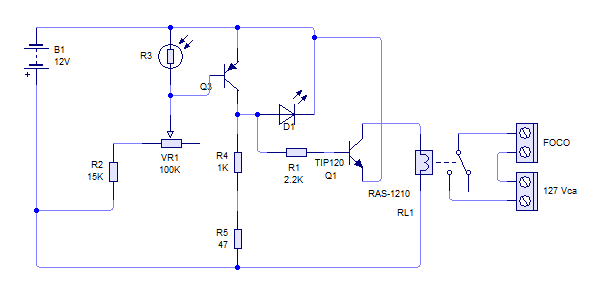 B1
12V
+
R3
Q3
D1
R2
15K
VR1
100K
R4
1K
R1
2.2K
TIP120
Q1
RAS-1210
RL1
FOCO
127 Vca
R5
47